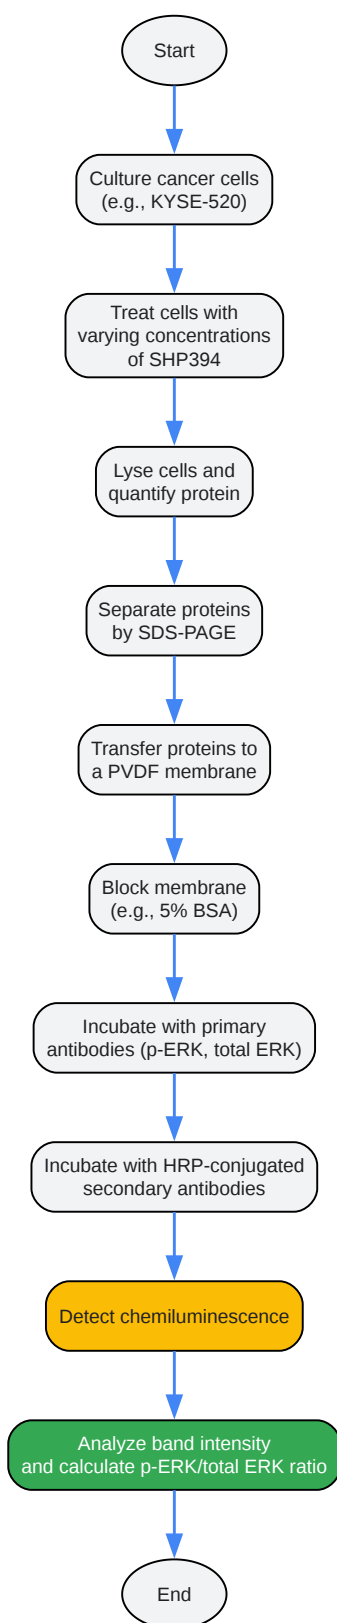 Start
Culture cancer cells
(e.g., KYSE-520)
Treat cells with
varying concentrations
of SHP394
Lyse cells and
quantify protein
Separate proteins
by SDS-PAGE
Transfer proteins to
a PVDF membrane
Block membrane
(e.g., 5% BSA)
Incubate with primary
antibodies (p-ERK, total ERK)
Incubate with HRP-conjugated
secondary antibodies
Detect chemiluminescence
Analyze band intensity
and calculate p-ERK/total ERK ratio
End